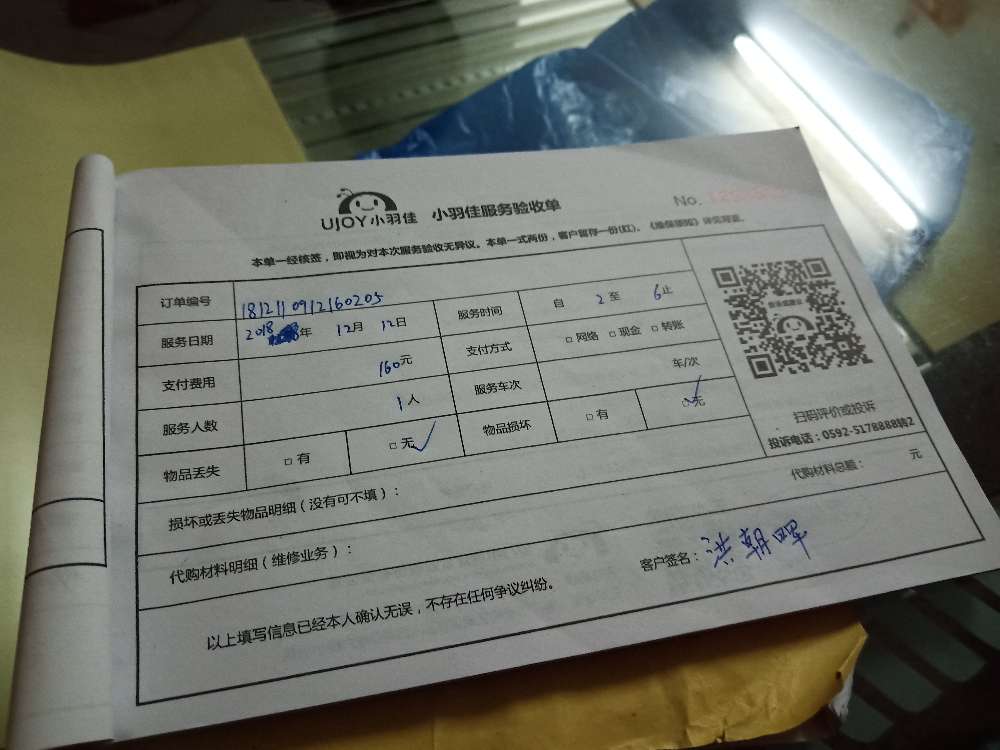 UJOY小羽佳 小羽佳服务验收单 No.
本单一经核签，即视为对本次服务验收无异议。本单一式两份，客户留存一份(红)。《维保须知》详见背面。
订单编号 181211 0912160205
服务日期 2018年 12月 12日 服务时间 自 2 至 6止
支付费用 160元 支付方式 □ 网络 □ 现金 □ 转账
服务人数 1人 服务车次 车/次
物品丢失 □ 有 □ 无 ✓ 物品损坏 □ 有 □ 无 ✓
扫码评价或投诉
投诉电话：0592-5178888转2
损坏或丢失物品明细（没有可不填）：
代购材料明细（维修业务）： 代购材料总额： 元
以上填写信息已经本人确认无误，不存在任何争议纠纷。 客户签名：洪朝晖